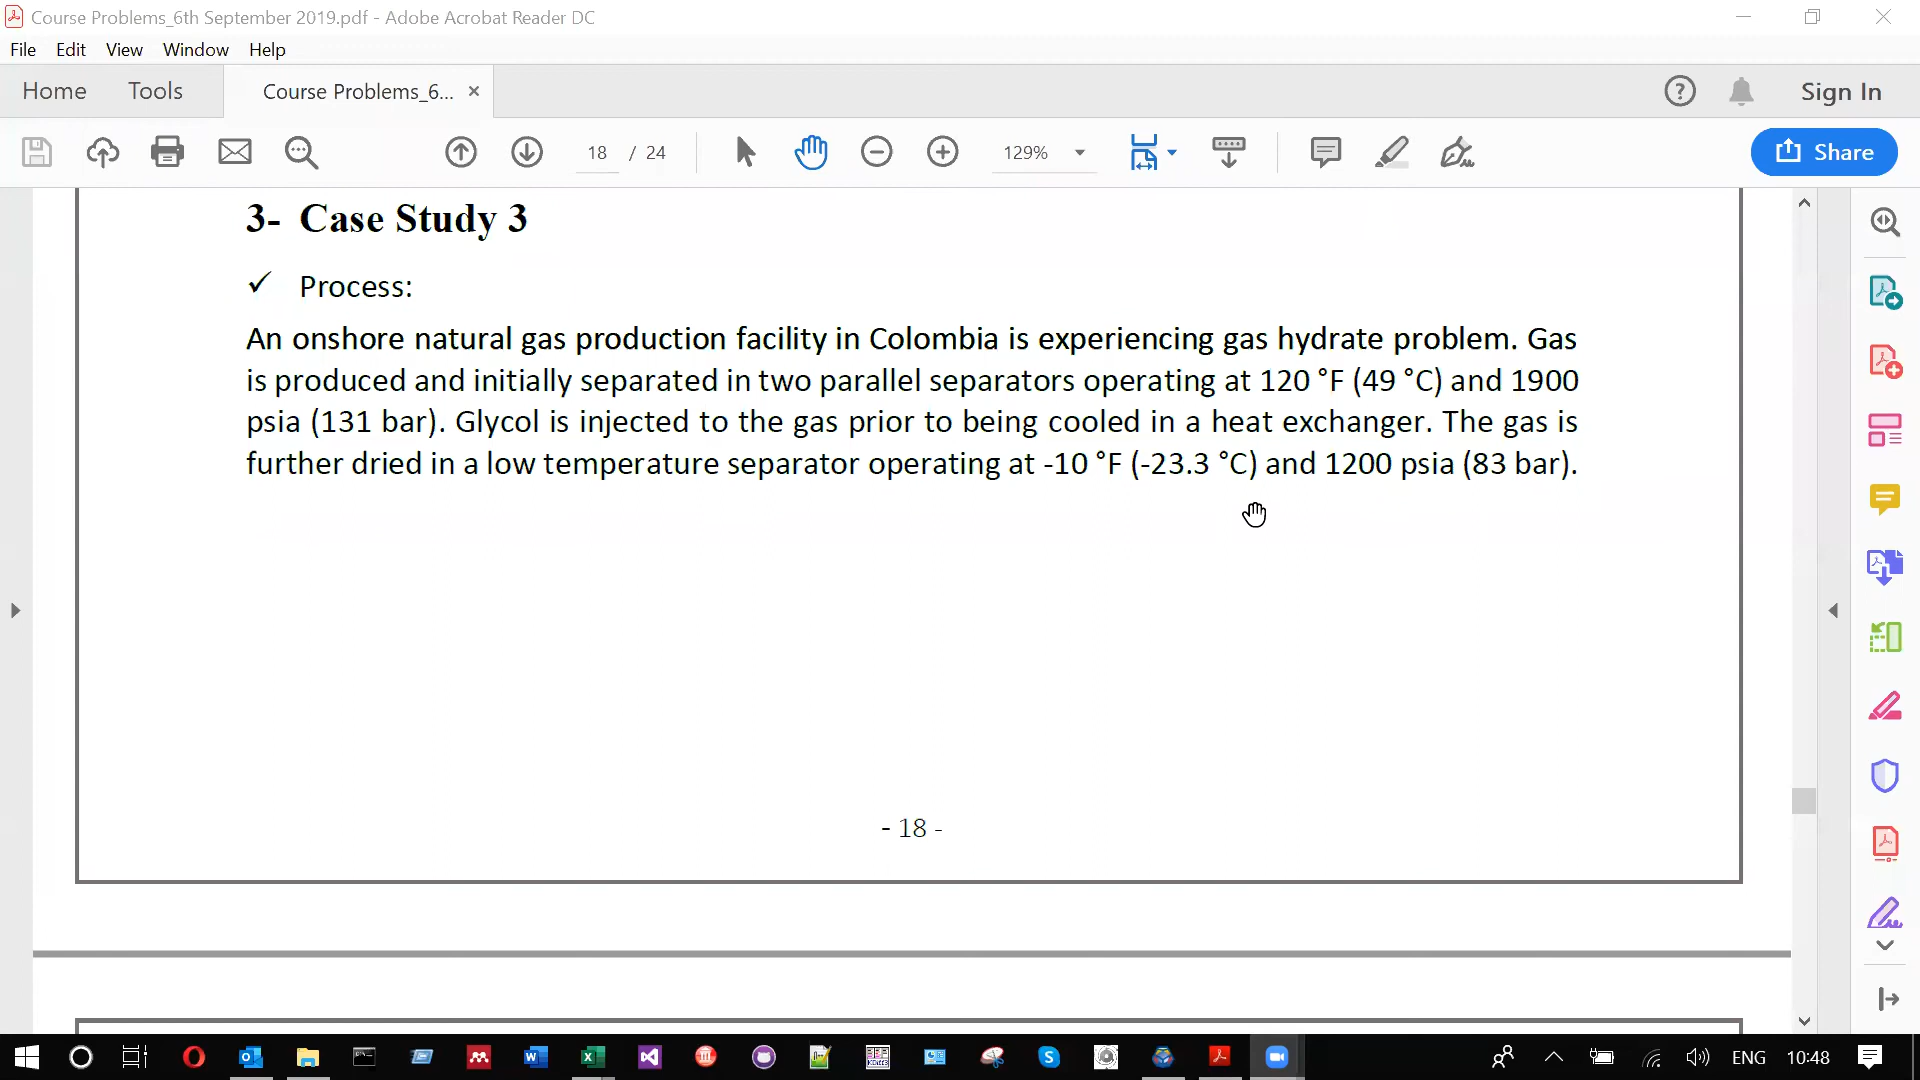 Course Problems_6th September 2019.pdf - Adobe Acrobat Reader DC
File Edit View Window Help
Home Tools Course Problems_6... × Sign In
18 / 24 129% Share
3- Case Study 3
✓ Process:
An onshore natural gas production facility in Colombia is experiencing gas hydrate problem. Gas
is produced and initially separated in two parallel separators operating at 120 °F (49 °C) and 1900
psia (131 bar). Glycol is injected to the gas prior to being cooled in a heat exchanger. The gas is
further dried in a low temperature separator operating at -10 °F (-23.3 °C) and 1200 psia (83 bar).
- 18 -
ENG 10:48